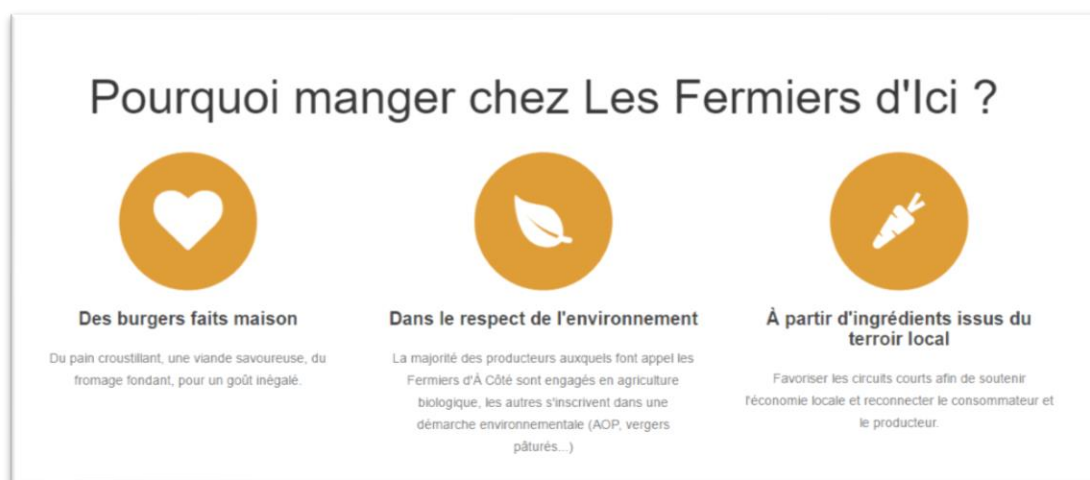 Pourquoi manger chez Les Fermiers d'Ici ?
Des burgers faits maison
Du pain croustillant, une viande savoureuse, du
fromage fondant, pour un goût inégalé.
Dans le respect de l'environnement
La majorité des producteurs auxquels font appel les
Fermiers d'À Côté sont engagés en agriculture
biologique, les autres s'inscrivent dans une
démarche environnementale (AOP, vergers
pâturés...)
À partir d'ingrédients issus du
terroir local
Favoriser les circuits courts afin de soutenir
l'économie locale et reconnecter le consommateur et
le producteur.